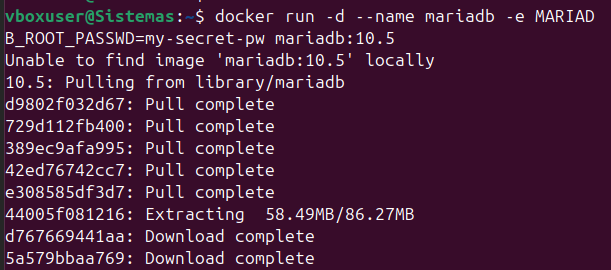 vboxuser@Sistemas:~$ docker run -d --name mariadb -e MARIAD
B_ROOT_PASSWD=my-secret-pw mariadb:10.5
Unable to find image 'mariadb:10.5' locally
10.5: Pulling from library/mariadb
d9802f032d67: Pull complete
729d112fb400: Pull complete
389ec9afa995: Pull complete
42ed76742cc7: Pull complete
e308585df3d7: Pull complete
44005f081216: Extracting  58.49MB/86.27MB
d767669441aa: Download complete
5a579bbaa769: Download complete